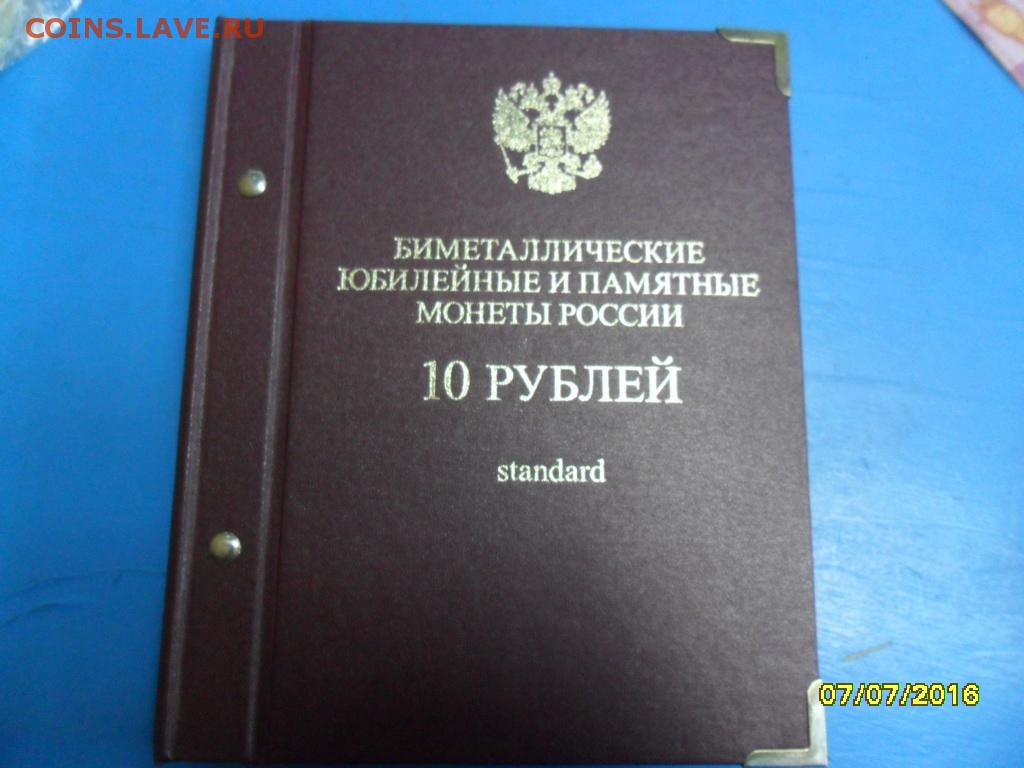 COINS.LAVE.RU
БИМЕТАЛЛИЧЕСКИЕ
ЮБИЛЕЙНЫЕ И ПАМЯТНЫЕ
МОНЕТЫ РОССИИ
10 РУБЛЕЙ
standard
07/07/2016